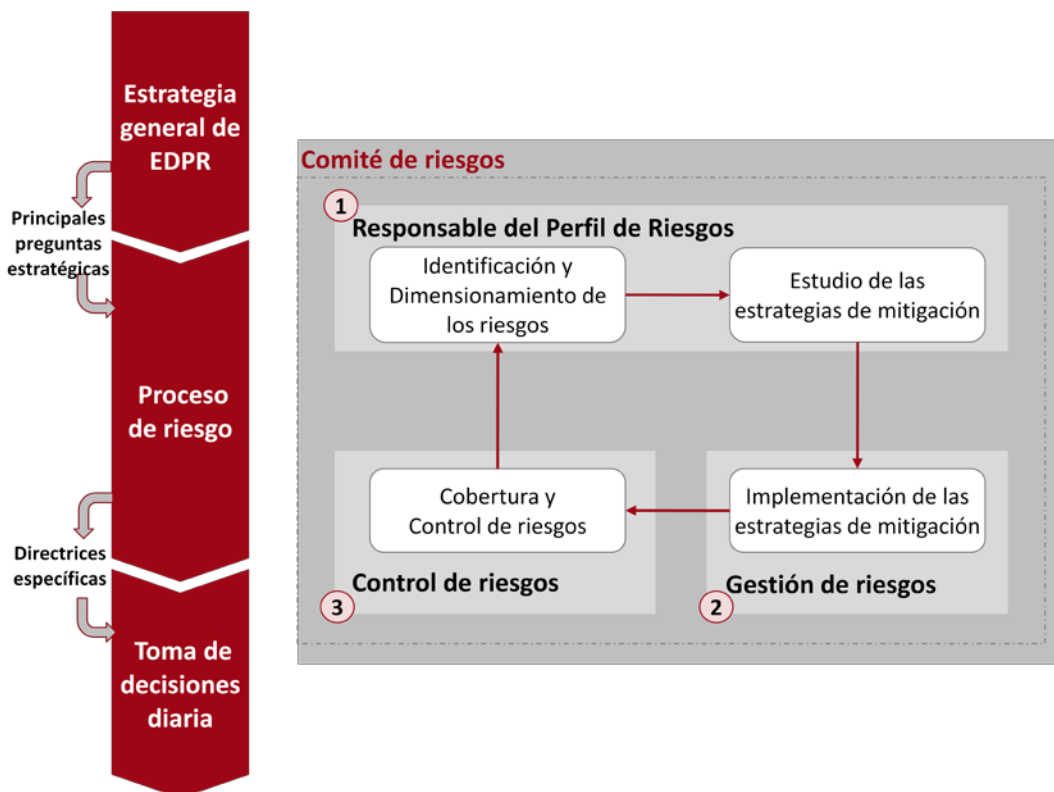 Estrategia
general de
EDPR
Principales
preguntas
estratégicas
Proceso
de riesgo
Directrices
específicas
Toma de
decisiones
diaria
Comité de riesgos
1
Responsable del Perfil de Riesgos
Identificación y
Dimensionamiento de
los riesgos
Estudio de las
estrategias de mitigación
Cobertura y
Control de riesgos
Control de riesgos
3
Implementación de las
estrategias de mitigación
Gestión de riesgos
2